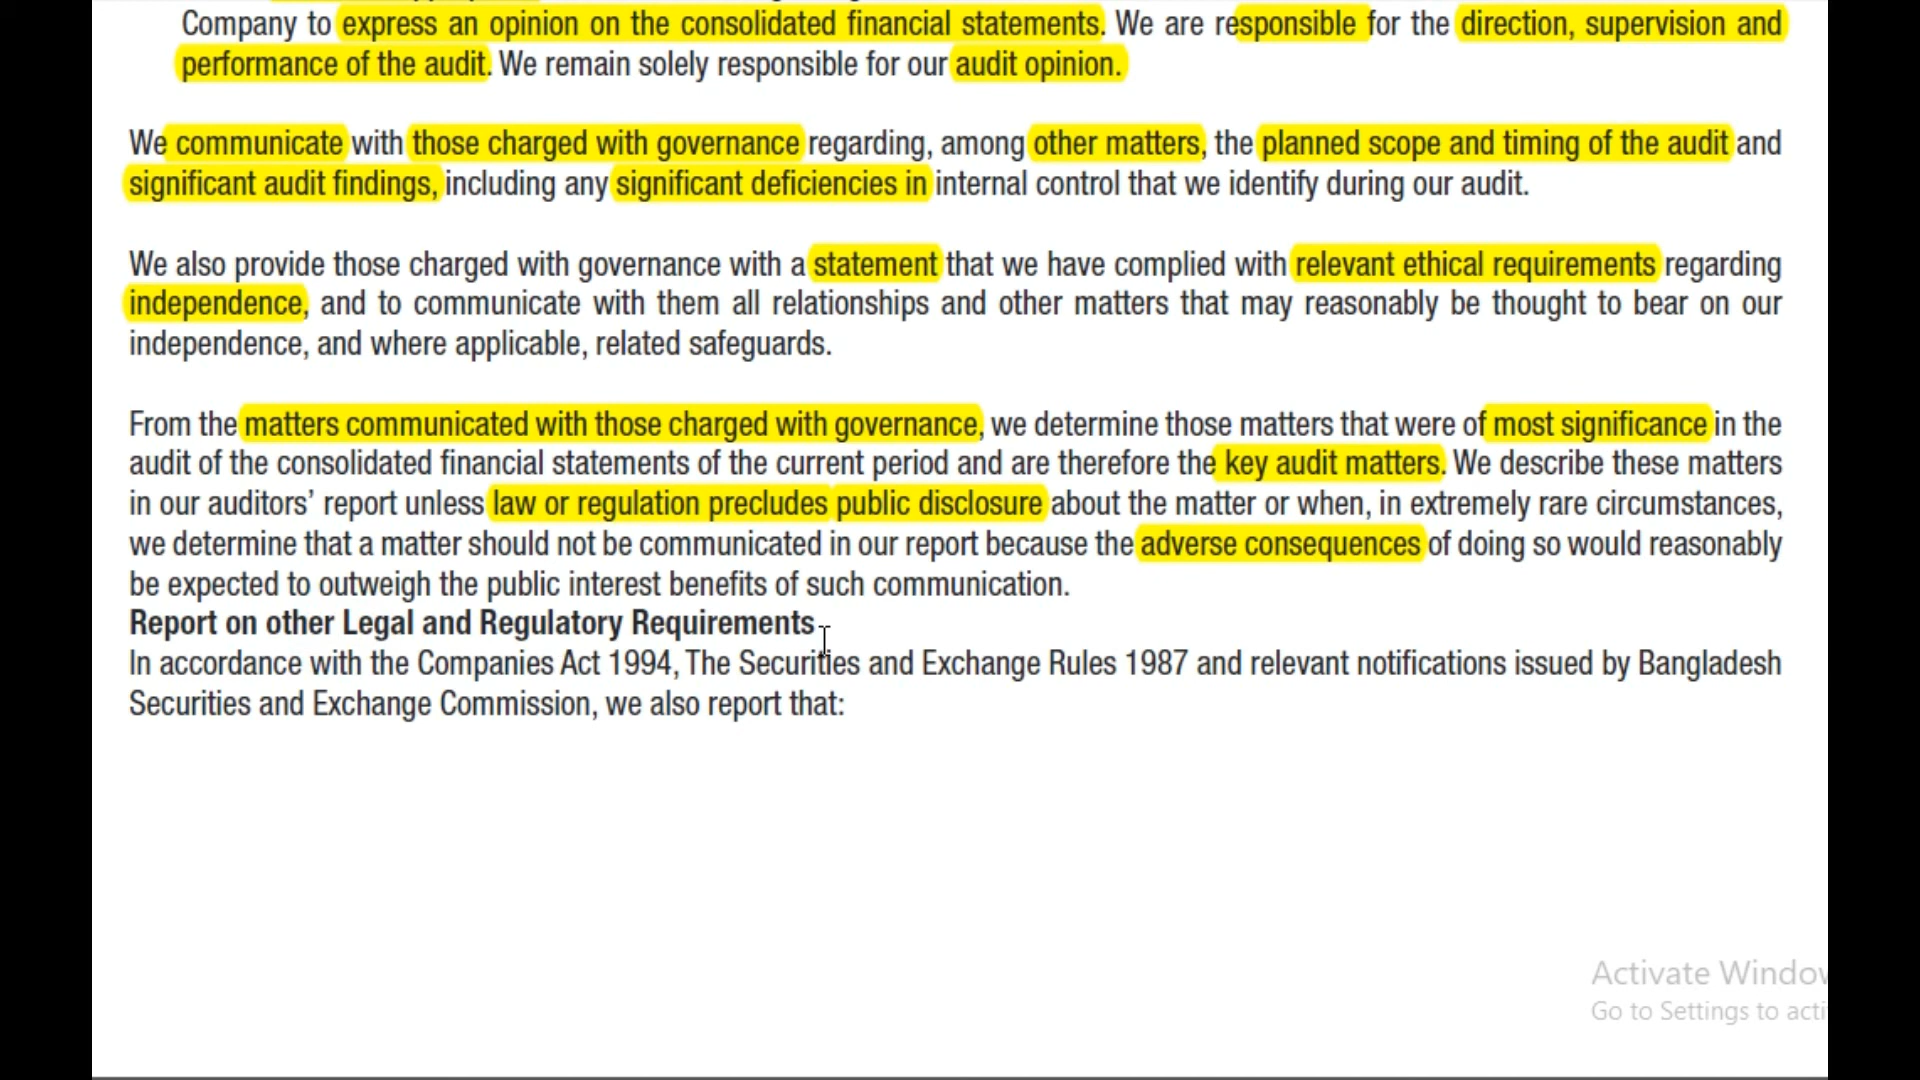 Company to express an opinion on the consolidated financial statements. We are responsible for the direction, supervision and
performance of the audit. We remain solely responsible for our audit opinion.
We communicate with those charged with governance regarding, among other matters, the planned scope and timing of the audit and
significant audit findings, including any significant deficiencies in internal control that we identify during our audit.
We also provide those charged with governance with a statement that we have complied with relevant ethical requirements regarding
independence, and to communicate with them all relationships and other matters that may reasonably be thought to bear on our
independence, and where applicable, related safeguards.
From the matters communicated with those charged with governance, we determine those matters that were of most significance in the
audit of the consolidated financial statements of the current period and are therefore the key audit matters. We describe these matters
in our auditors’ report unless law or regulation precludes public disclosure about the matter or when, in extremely rare circumstances,
we determine that a matter should not be communicated in our report because the adverse consequences of doing so would reasonably
be expected to outweigh the public interest benefits of such communication.
Report on other Legal and Regulatory Requirements
In accordance with the Companies Act 1994, The Securities and Exchange Rules 1987 and relevant notifications issued by Bangladesh
Securities and Exchange Commission, we also report that:
Activate Window
Go to Settings to acti